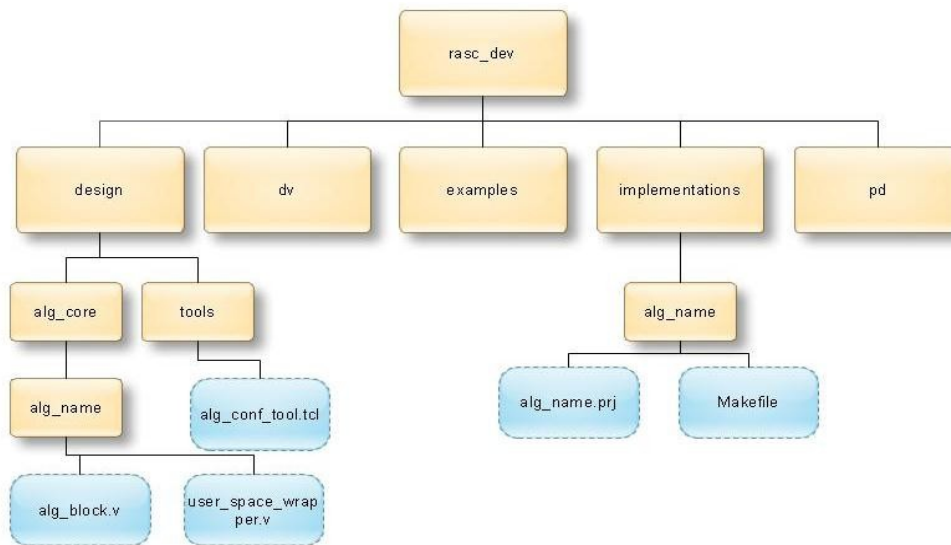 rasc_dev
design
dv
examples
implementations
pd
alg_core
tools
alg_name
alg_name
alg_conf_tool.tcl
alg_name.prj
Makefile
alg_block.v
user_space_wrap
per.v